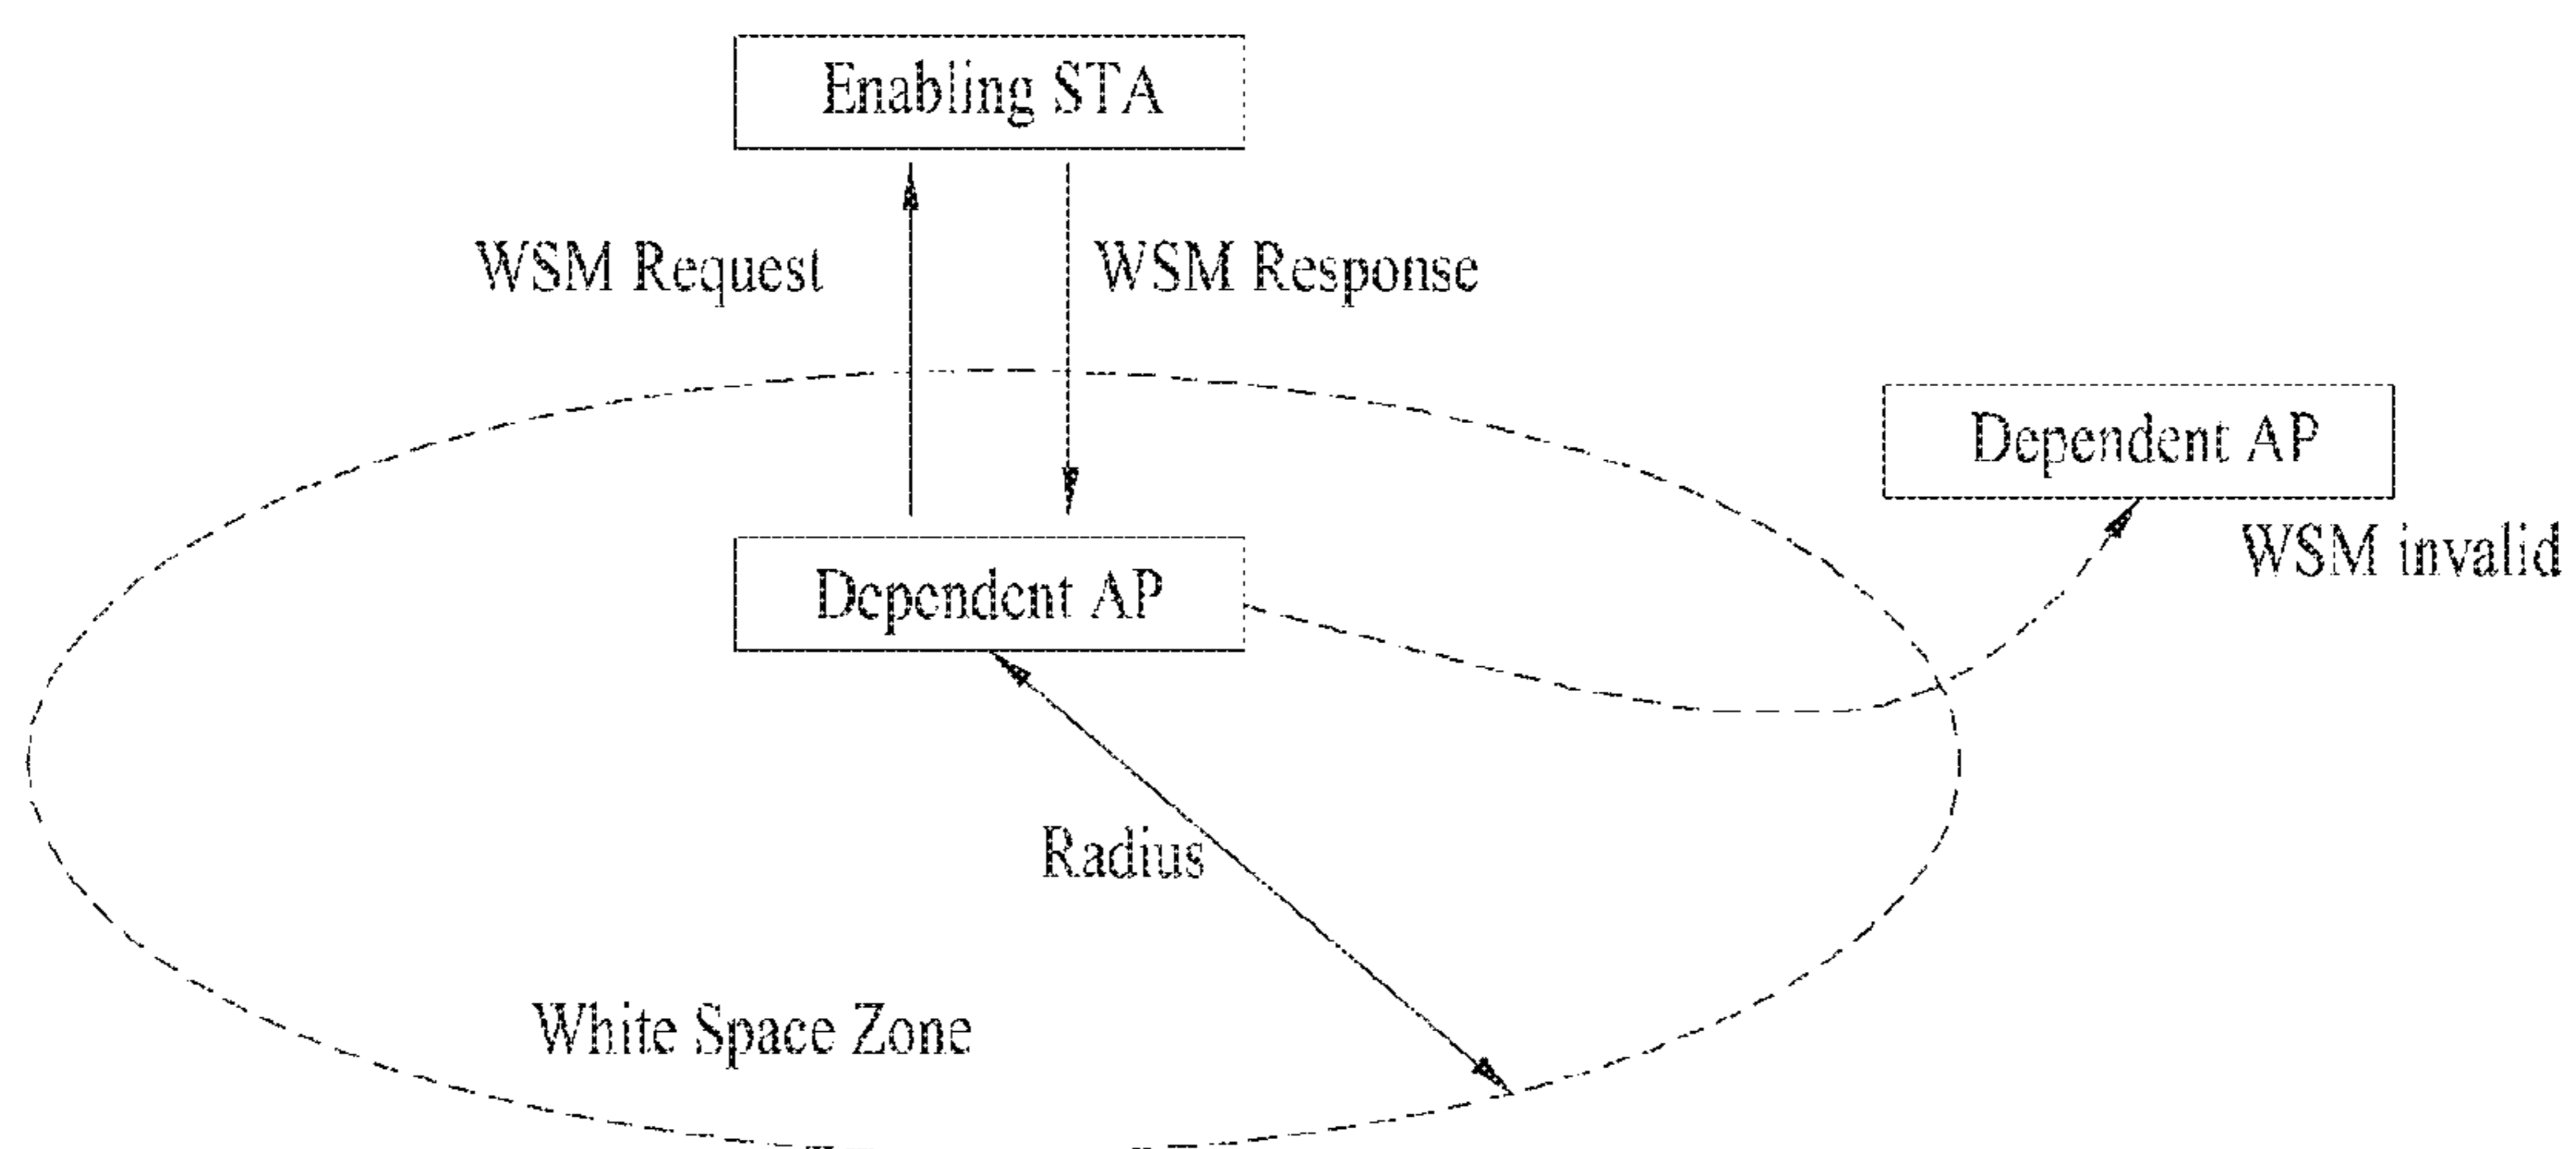 Enabling STA
WSM Request
WSM Response
Dependent AP
Dependent AP
WSM invalid
Radius
White Space Zone